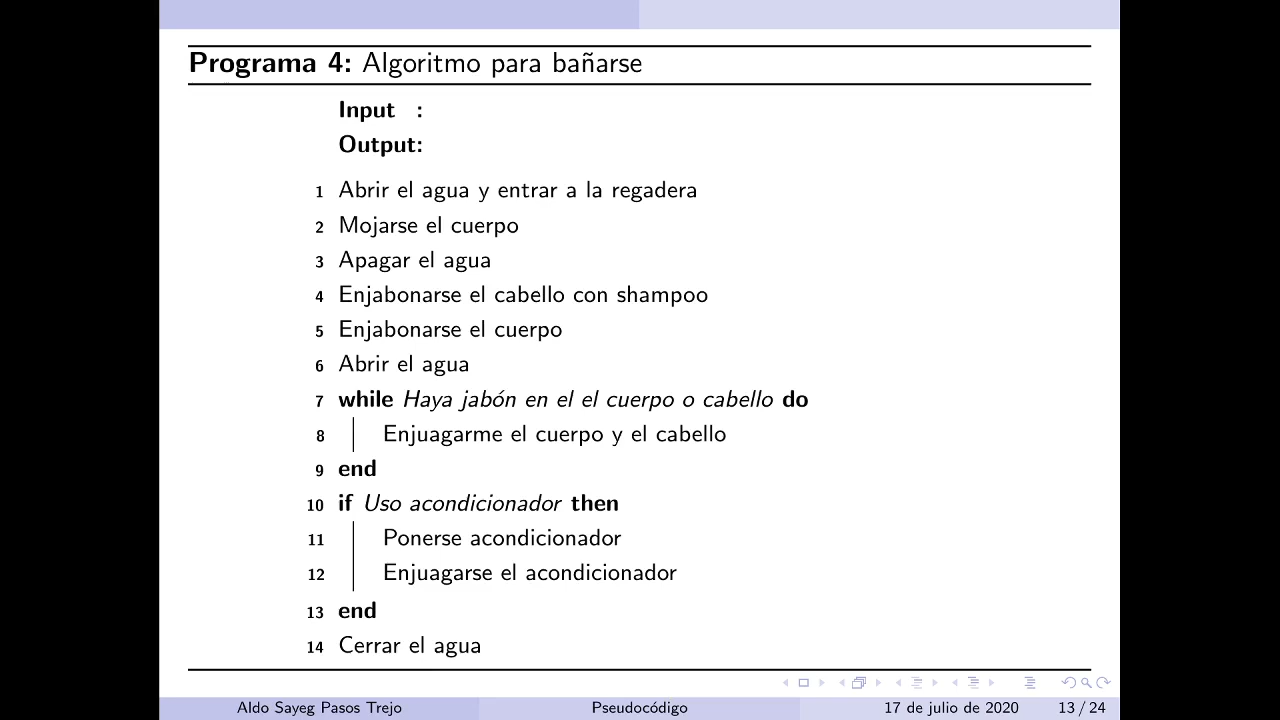 Programa 4: Algoritmo para bañarse
Input :
Output:
1 Abrir el agua y entrar a la regadera
2 Mojarse el cuerpo
3 Apagar el agua
4 Enjabonarse el cabello con shampoo
5 Enjabonarse el cuerpo
6 Abrir el agua
7 while Haya jabón en el el cuerpo o cabello do
8 Enjuagarme el cuerpo y el cabello
9 end
10 if Uso acondicionador then
11 Ponerse acondicionador
12 Enjuagarse el acondicionador
13 end
14 Cerrar el agua
Aldo Sayeg Pasos Trejo Pseudocódigo 17 de julio de 2020 13 / 24